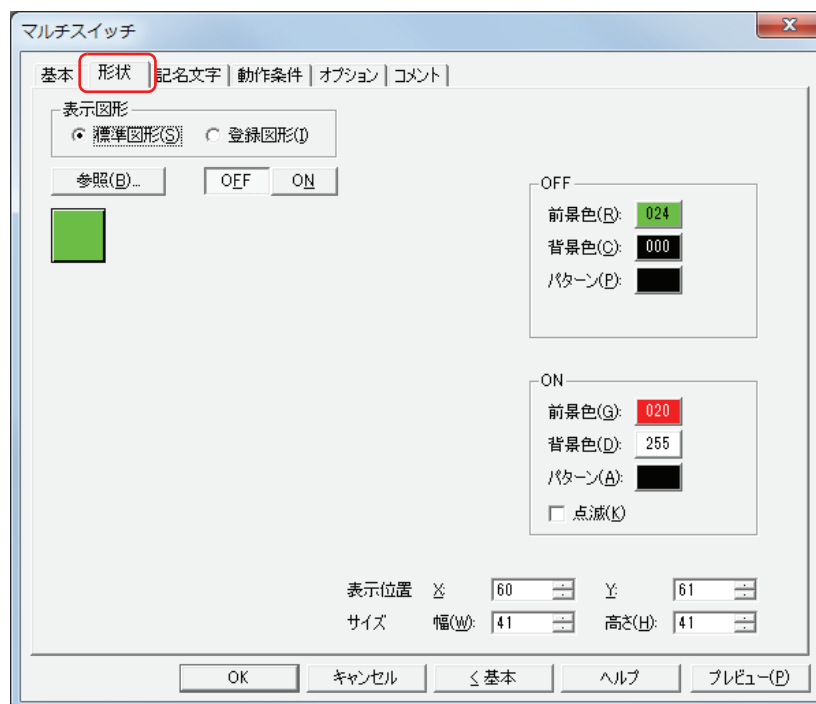 マルチスイッチ
x
基本 形状 記名文字 動作条件 オプション コメント
表示図形
標準図形(S) 登録図形(I)
参照(B)... OFF ON
OFF
前景色(R): 024
背景色(C): 000
パターン(P):
ON
前景色(G): 020
背景色(D): 255
パターン(A):
点滅(K)
表示位置 X: 60 Y: 61
サイズ 幅(W): 41 高さ(H): 41
OK キャンセル < 基本 ヘルプ プレビュー(P)